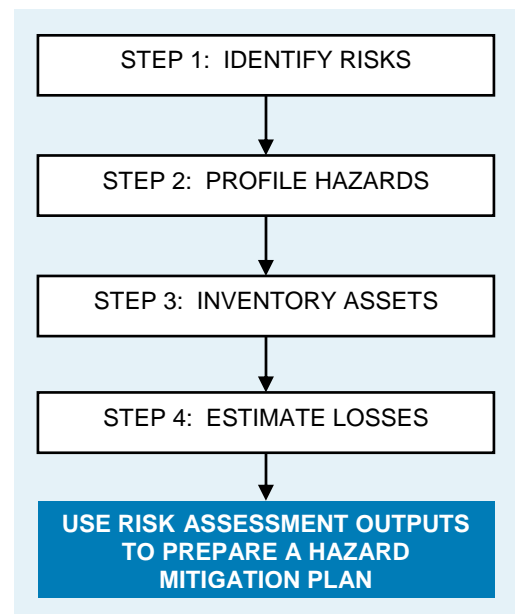 STEP 1: IDENTIFY RISKS
STEP 2: PROFILE HAZARDS
STEP 3: INVENTORY ASSETS
STEP 4: ESTIMATE LOSSES
USE RISK ASSESSMENT OUTPUTS
TO PREPARE A HAZARD
MITIGATION PLAN